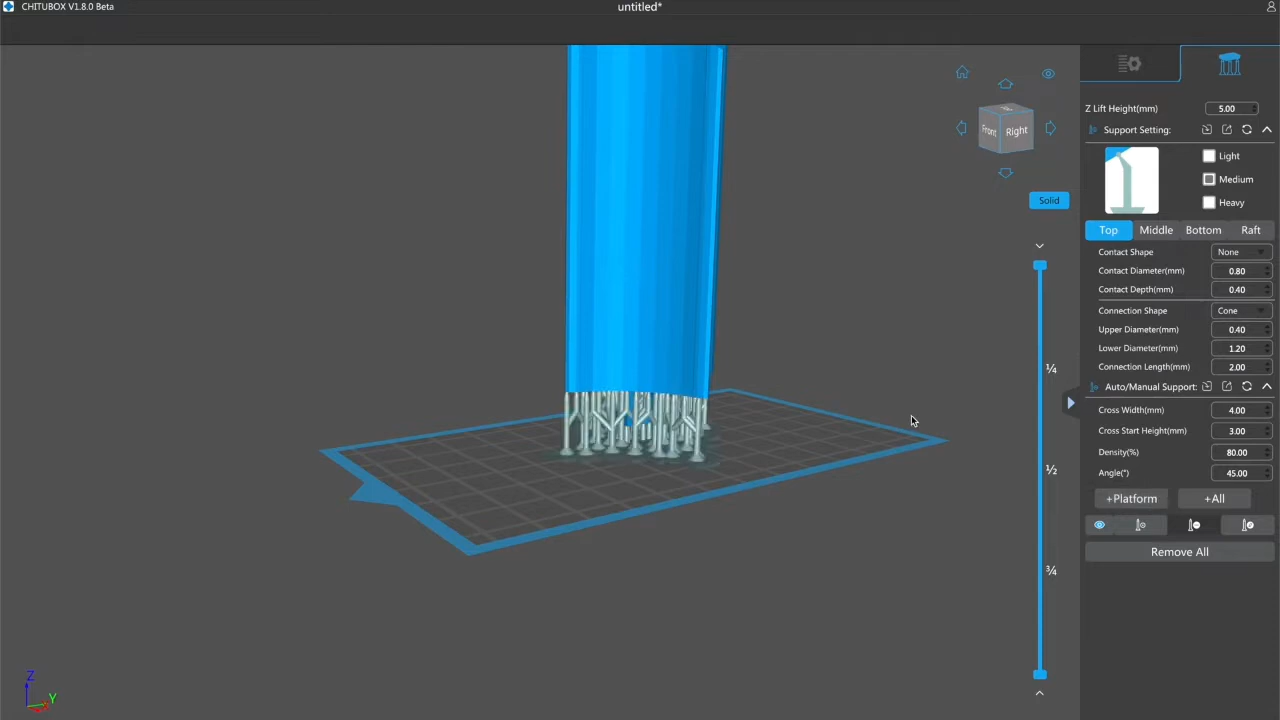 CHITUBOX V1.8.0 Beta
untitled*
Z Lift Height(mm) 5.00
Support Setting:
Light
Medium
Heavy
Front
Right
Solid
Top Middle Bottom Raft
Contact Shape None
Contact Diameter(mm) 0.80
Contact Depth(mm) 0.40
Connection Shape Cone
Upper Diameter(mm) 0.40
Lower Diameter(mm) 1.20
Connection Length(mm) 2.00
Auto/Manual Support:
Cross Width(mm) 4.00
Cross Start Height(mm) 3.00
Density(%) 80.00
Angle(°) 45.00
+Platform +All
Remove All
¼
½
¾
Z
Y